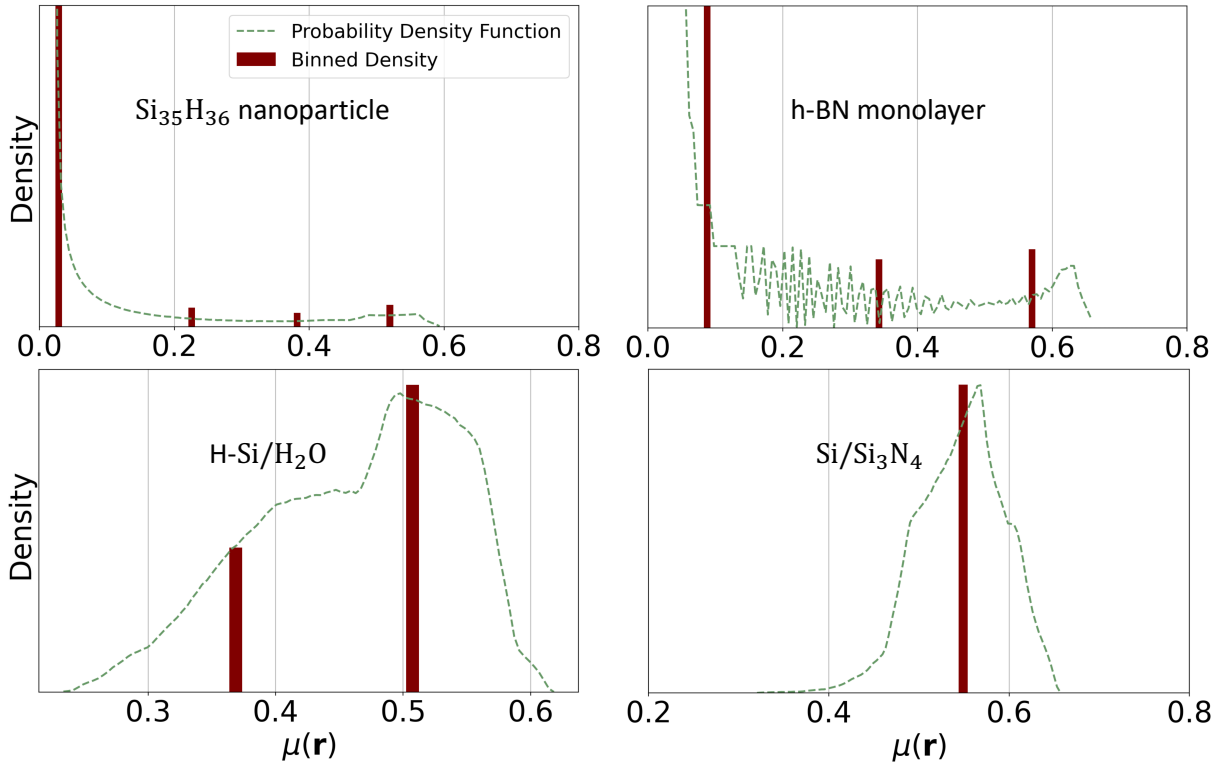 Probability Density Function
Binned Density
Si₃₅H₃₆ nanoparticle
Density
0.0 0.2 0.4 0.6 0.8
h-BN monolayer
0.0 0.2 0.4 0.6 0.8
H-Si/H₂O
Density
0.3 0.4 0.5 0.6
μ(r)
Si/Si₃N₄
0.2 0.4 0.6 0.8
μ(r)